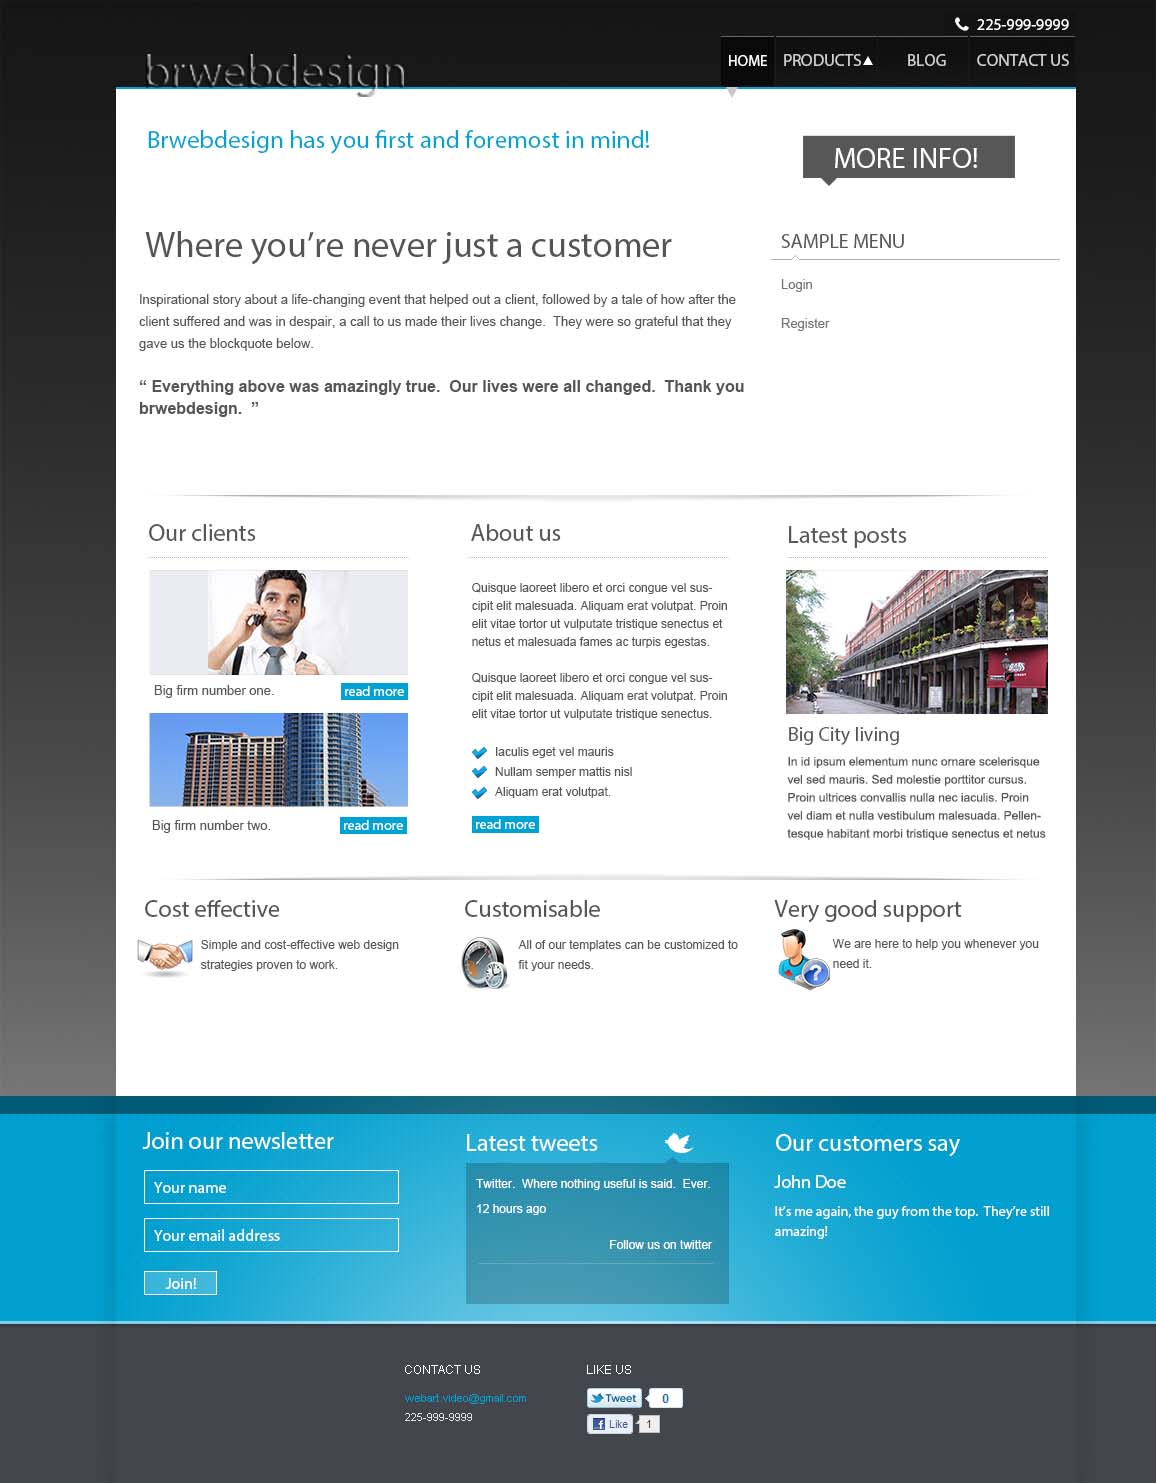 225-999-9999
brwebdesign
HOME PRODUCTS BLOG CONTACT US
Brwebdesign has you first and foremost in mind!
MORE INFO!
Where you’re never just a customer
Inspirational story about a life-changing event that helped out a client, followed by a tale of how after the
client suffered and was in despair, a call to us made their lives change. They were so grateful that they
gave us the blockquote below.
“ Everything above was amazingly true. Our lives were all changed. Thank you
brwebdesign. ”
SAMPLE MENU
Login
Register
Our clients
Big firm number one.
read more
Big firm number two.
read more
About us
Quisque laoreet libero et orci congue vel sus-
cipit elit malesuada. Aliquam erat volutpat. Proin
elit vitae tortor ut vulputate tristique senectus et
netus et malesuada fames ac turpis egestas.
Quisque laoreet libero et orci congue vel sus-
cipit elit malesuada. Aliquam erat volutpat. Proin
elit vitae tortor ut vulputate tristique senectus.
Iaculis eget vel mauris
Nullam semper mattis nisl
Aliquam erat volutpat.
read more
Latest posts
Big City living
In id ipsum elementum nunc ornare scelerisque
vel sed mauris. Sed molestie porttitor cursus.
Proin ultrices convallis nulla nec iaculis. Proin
vel diam et nulla vestibulum malesuada. Pellen-
tesque habitant morbi tristique senectus et netus
Cost effective
Simple and cost-effective web design
strategies proven to work.
Customisable
All of our templates can be customized to
fit your needs.
Very good support
We are here to help you whenever you
need it.
Join our newsletter
Your name
Your email address
Join!
Latest tweets
Twitter. Where nothing useful is said. Ever.
12 hours ago
Follow us on twitter
Our customers say
John Doe
It’s me again, the guy from the top. They’re still
amazing!
CONTACT US
webart.video@gmail.com
225-999-9999
LIKE US
Tweet 0
Like 1